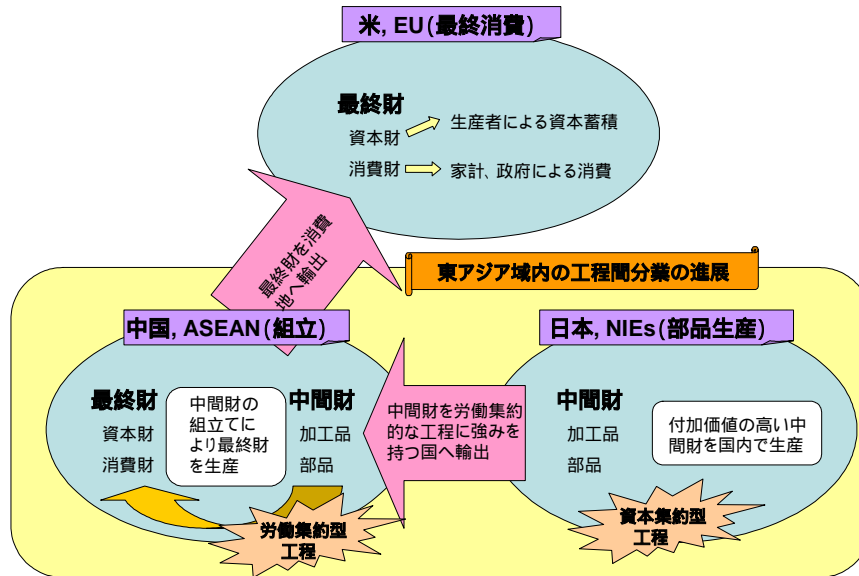 米, EU(最終消費)
最終財
資本財
生産者による資本蓄積
消費財
家計、政府による消費
最終財を消費
地へ輸出
東アジア域内の工程間分業の進展
中国, ASEAN(組立)
最終財
資本財
消費財
中間財の
組立てに
より最終財
を生産
中間財
加工品
部品
労働集約型
工程
中間財を労働集約
的な工程に強みを
持つ国へ輸出
日本, NIEs(部品生産)
中間財
加工品
部品
付加価値の高い中
間財を国内で生産
資本集約型
工程